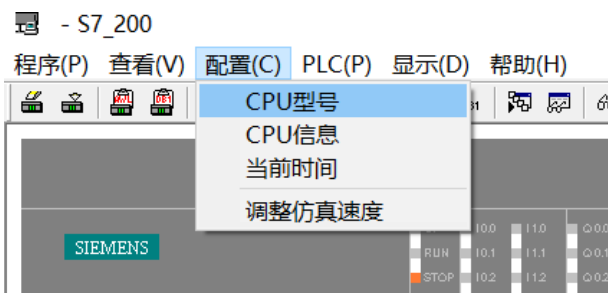 - S7_200
程序(P) 查看(V) 配置(C) PLC(P) 显示(D) 帮助(H)
CPU型号
CPU信息
当前时间
调整仿真速度
SIEMENS
I0.0 I1.0 Q0.0
RUN I0.1 I1.1 Q0.1
STOP I0.2 I1.2 Q0.2